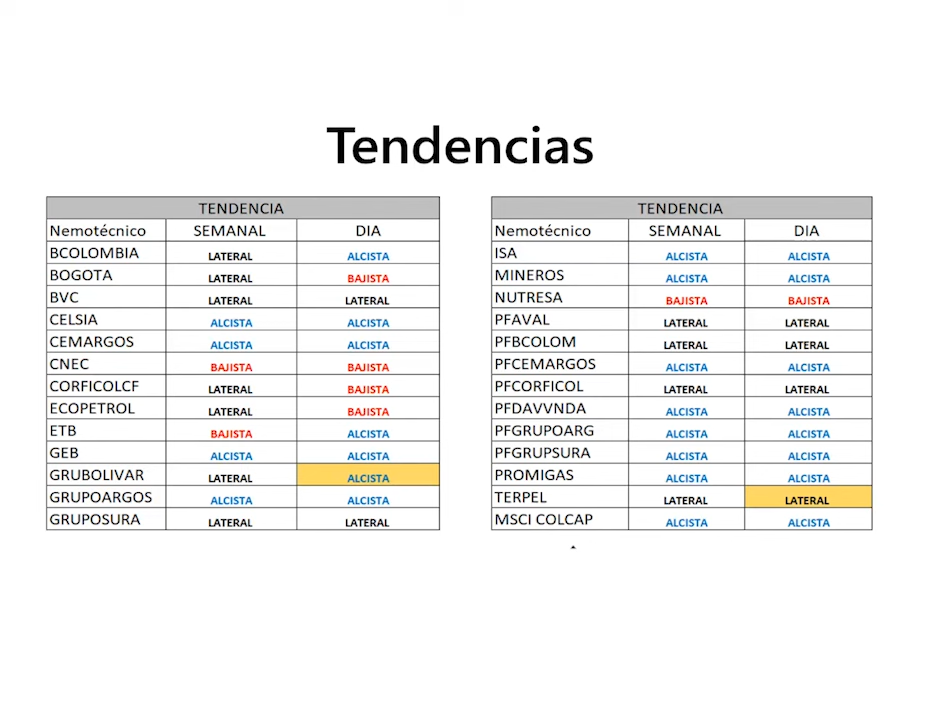 Tendencias
TENDENCIA
Nemotécnico SEMANAL DIA
BCOLOMBIA LATERAL ALCISTA
BOGOTA LATERAL BAJISTA
BVC LATERAL LATERAL
CELSIA ALCISTA ALCISTA
CEMARGOS ALCISTA ALCISTA
CNEC BAJISTA BAJISTA
CORFICOLCF LATERAL BAJISTA
ECOPETROL LATERAL BAJISTA
ETB BAJISTA ALCISTA
GEB ALCISTA ALCISTA
GRUBOLIVAR LATERAL ALCISTA
GRUPOARGOS ALCISTA ALCISTA
GRUPOSURA LATERAL LATERAL
TENDENCIA
Nemotécnico SEMANAL DIA
ISA ALCISTA ALCISTA
MINEROS ALCISTA ALCISTA
NUTRESA BAJISTA BAJISTA
PFAVAL LATERAL LATERAL
PFBCOLOM LATERAL LATERAL
PFCEMARGOS ALCISTA ALCISTA
PFCORFICOL LATERAL LATERAL
PFDAVVNDA ALCISTA ALCISTA
PFGRUPOARG ALCISTA ALCISTA
PFGRUPSURA ALCISTA ALCISTA
PROMIGAS ALCISTA ALCISTA
TERPEL LATERAL LATERAL
MSCI COLCAP ALCISTA ALCISTA